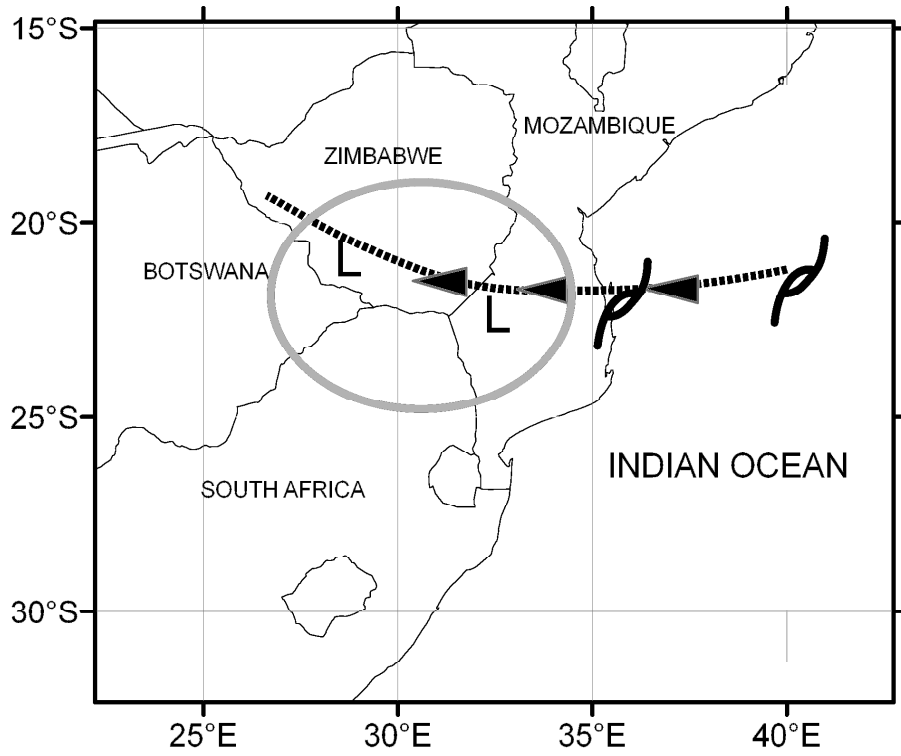 15°S
MOZAMBIQUE
ZIMBABWE
20°S
L
BOTSWANA
L
25°S
INDIAN OCEAN
SOUTH AFRICA
30°S
25°E 30°E 35°E 40°E